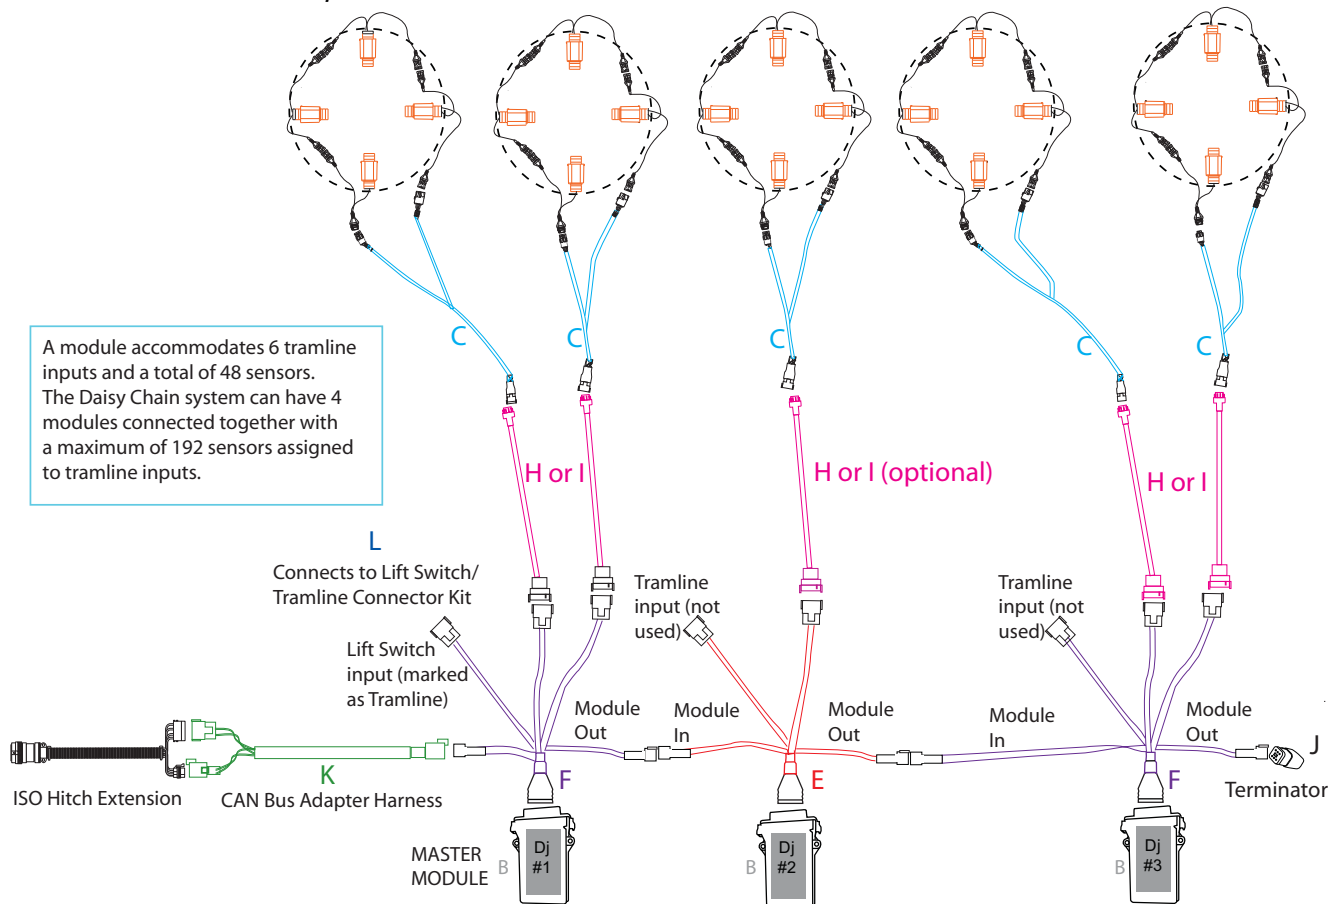 C
C
C
C
C
A module accommodates 6 tramline
inputs and a total of 48 sensors.
The Daisy Chain system can have 4
modules connected together with
a maximum of 192 sensors assigned
to tramline inputs.
H or I
H or I (optional)
H or I
L
Connects to Lift Switch/
Tramline Connector Kit
Lift Switch
input (marked
as Tramline)
Tramline
input (not
used)
Tramline
input (not
used)
Module
Out
Module
In
Module
Out
Module
In
Module
Out
J
Terminator
ISO Hitch Extension
K
CAN Bus Adapter Harness
F
E
F
MASTER
MODULE
B
Dj
#1
B
Dj
#2
B
Dj
#3